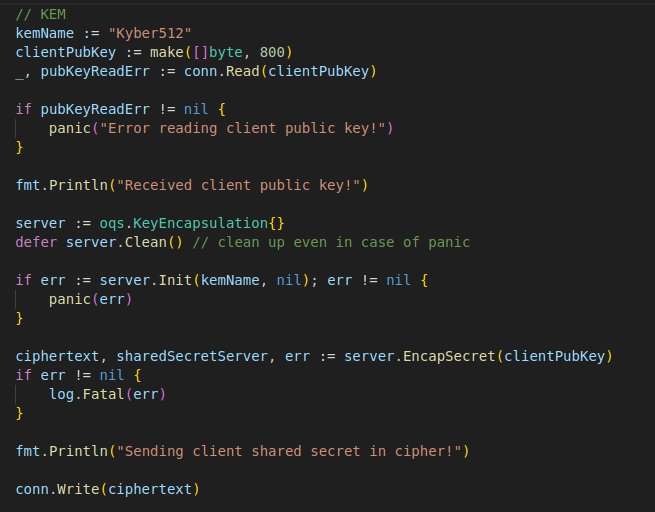 // KEM
kemName := "Kyber512"
clientPubKey := make([]byte, 800)
_, pubKeyReadErr := conn.Read(clientPubKey)
if pubKeyReadErr != nil {
panic("Error reading client public key!")
}
fmt.Println("Received client public key!")
server := oqs.KeyEncapsulation{}
defer server.Clean() // clean up even in case of panic
if err := server.Init(kemName, nil); err != nil {
panic(err)
}
ciphertext, sharedSecretServer, err := server.EncapSecret(clientPubKey)
if err != nil {
log.Fatal(err)
}
fmt.Println("Sending client shared secret in cipher!")
conn.Write(ciphertext)